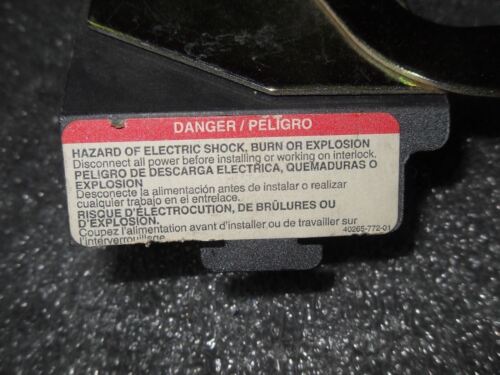 DANGER / PELIGRO
HAZARD OF ELECTRIC SHOCK, BURN OR EXPLOSION
Disconnect all power before installing or working on interlock.
PELIGRO DE DESCARGA ELECTRICA, QUEMADURAS O
EXPLOSION
Desconecte la alimentación antes de instalar o realizar
cualquier trabajo en el entrelace.
RISQUE D'ÉLECTROCUTION, DE BRÛLURES OU
D'EXPLOSION.
Coupez l'alimentation avant d'installer ou de travailler sur
l'interverrouillage.
40265-772-01